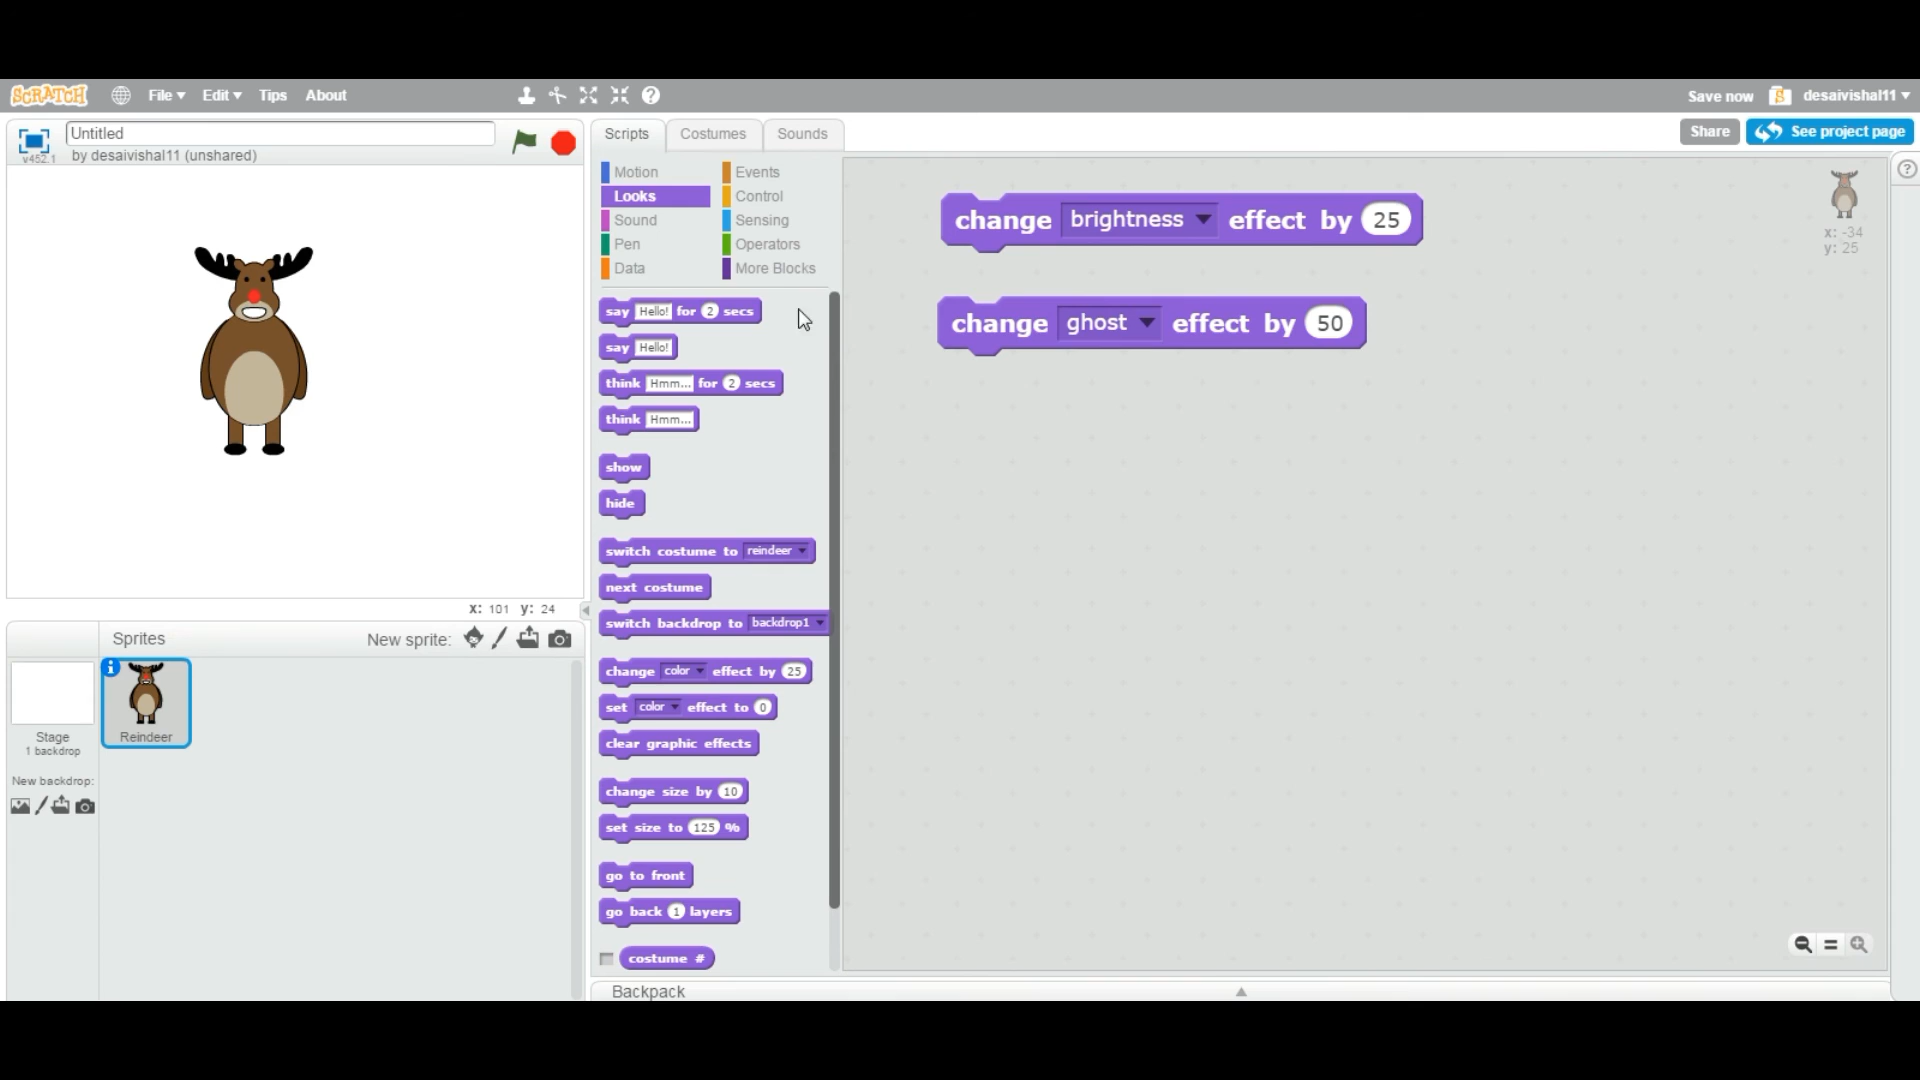 SCRATCH File Edit Tips About Save now desaivishal11
v452.1 Untitled
by desaivishal11 (unshared)
Scripts Costumes Sounds
Share See project page
Motion Events
Looks Control
Sound Sensing
Pen Operators
Data More Blocks
say Hello! for 2 secs
say Hello!
think Hmm... for 2 secs
think Hmm...
show
hide
switch costume to reindeer
next costume
switch backdrop to backdrop1
change color effect by 25
set color effect to 0
clear graphic effects
change size by 10
set size to 125 %
go to front
go back 1 layers
costume #
change brightness effect by 25
change ghost effect by 50
x: -34
y: 25
x: 101 y: 24
Sprites New sprite:
Stage
1 backdrop
New backdrop:
Reindeer
Backpack